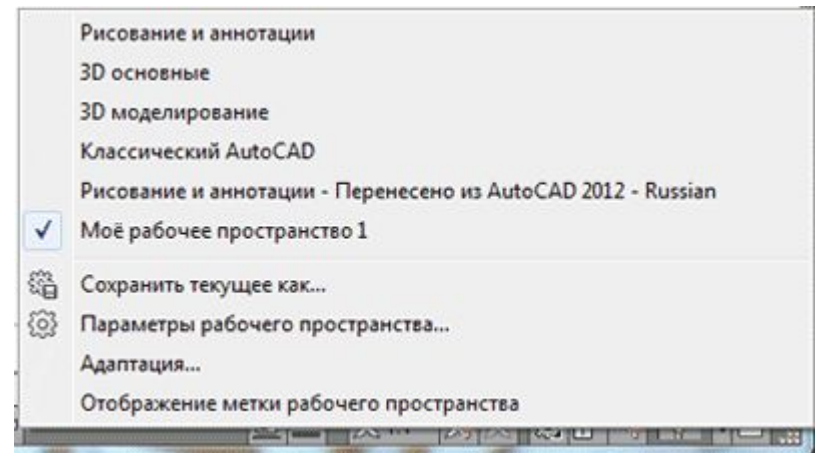 Рисование и аннотации
3D основные
3D моделирование
Классический AutoCAD
Рисование и аннотации - Перенесено из AutoCAD 2012 - Russian
Моё рабочее пространство 1
Сохранить текущее как...
Параметры рабочего пространства...
Адаптация...
Отображение метки рабочего пространства